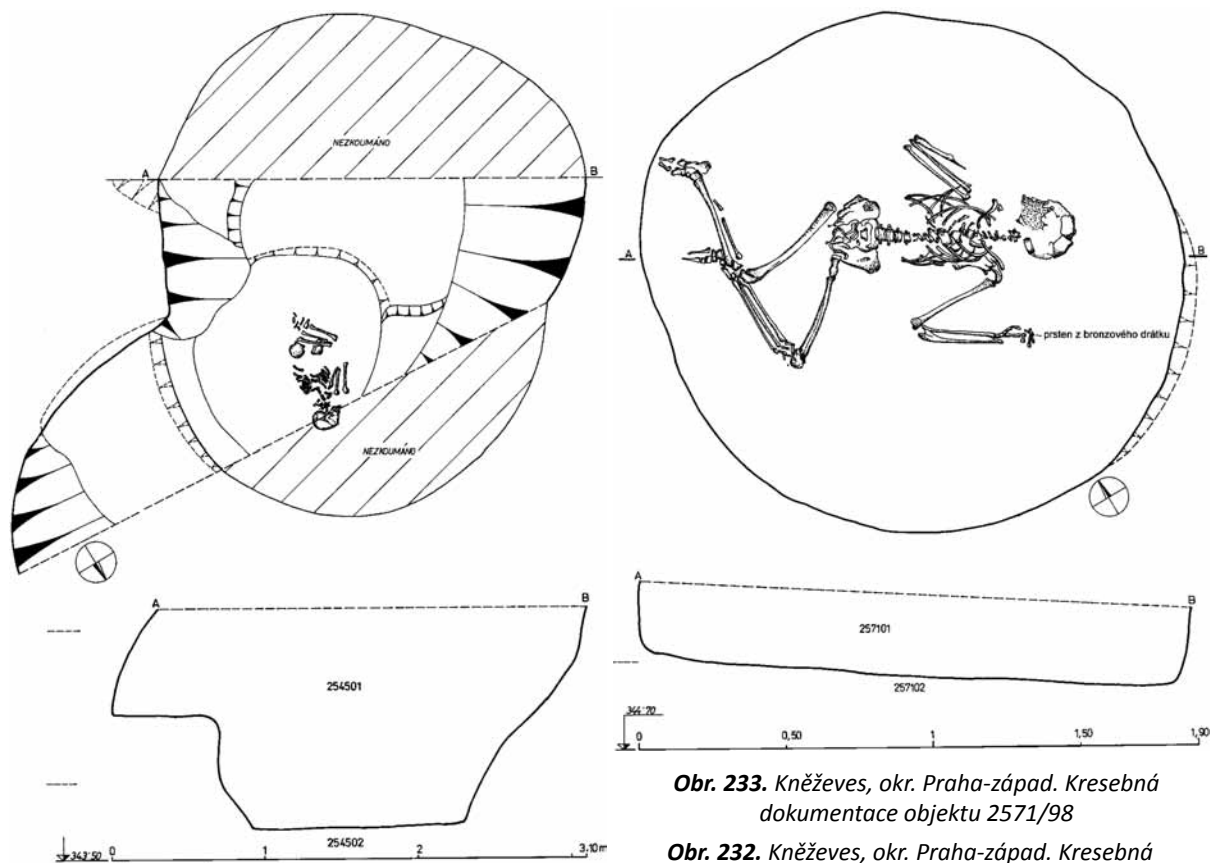 NEZKOUMÁNO
A
B
NEZKOUMÁNO
A
B
254501
254502
343·50
0
1
2
3,10m
A
B
prsten z bronzového drátku
A
B
257101
257102
344·70
0
0,50
1
1,50
1,90
Obr. 233. Kněževes, okr. Praha-západ. Kresebná
dokumentace objektu 2571/98
Obr. 232. Kněževes, okr. Praha-západ. Kresebná